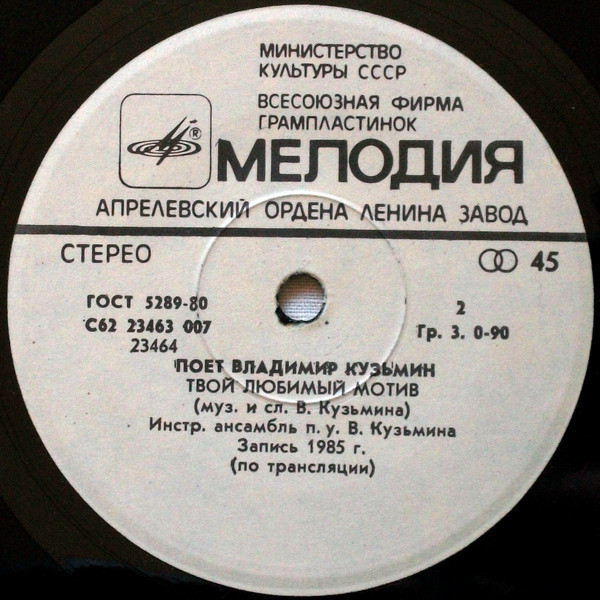 МИНИСТЕРСТВО
КУЛЬТУРЫ СССР
ВСЕСОЮЗНАЯ ФИРМА
ГРАМПЛАСТИНОК
®
МЕЛОДИЯ
АПРЕЛЕВСКИЙ ОРДЕНА ЛЕНИНА ЗАВОД
СТЕРЕО
45
ГОСТ 5289-80
С62 23463 007
23464
2
Гр. 3. 0-90
ПОЕТ ВЛАДИМИР КУЗЬМИН
ТВОЙ ЛЮБИМЫЙ МОТИВ
(муз. и сл. В. Кузьмина)
Инстр. ансамбль п. у. В. Кузьмина
Запись 1985 г.
(по трансляции)